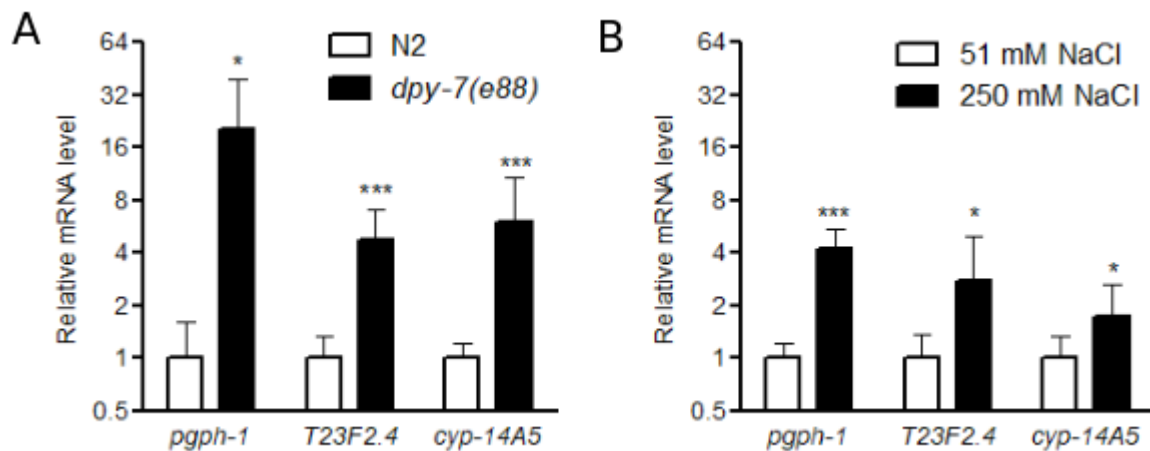 A
Relative mRNA level
64
32
16
8
4
2
1
0.5
N2
dpy-7(e88)
*
***
***
pgph-1
T23F2.4
cyp-14A5
B
Relative mRNA level
64
32
16
8
4
2
1
0.5
51 mM NaCl
250 mM NaCl
***
*
*
pgph-1
T23F2.4
cyp-14A5